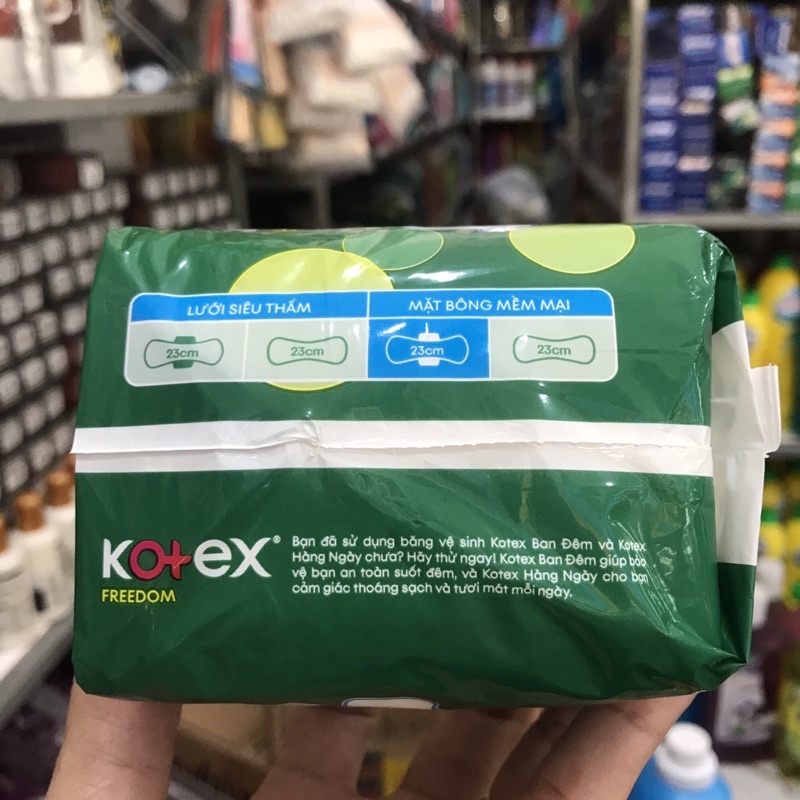 LƯỚI SIÊU THẤM
MẶT BÔNG MỀM MẠI
23cm
23cm
23cm
23cm
Kotex®
FREEDOM
Bạn đã sử dụng băng vệ sinh Kotex Ban Đêm và Kotex
Hàng Ngày chưa? Hãy thử ngay! Kotex Ban Đêm giúp bảo
vệ bạn an toàn suốt đêm, và Kotex Hàng Ngày cho bạn
cảm giác thoáng sạch và tươi mát mỗi ngày.